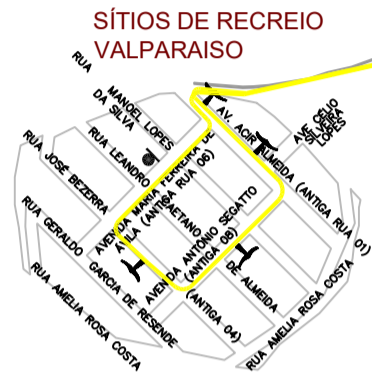 SÍTIOS DE RECREIO
VALPARAISO
RUA
MANOEL LOPES
DA SILVA
RUA LEANDRO
RUA JOSÉ BEZERRA
AV. ACIR ALMEIDA (ANTIGA RUA 01)
AVE CÉLIO
SILVEIRA
LOPES
AVENIDA MARIA FERREIRA DE
ÁVILA (ANTIGA RUA 06)
CAETANO
RUA GERALDO
GARCIA DE RESENDE
AVENIDA ANTÔNIO SEGATTO
(ANTIGA 08)
DE ALMEIDA
(ANTIGA 04)
RUA AMELIA ROSA COSTA
RUA AMELIA ROSA COSTA